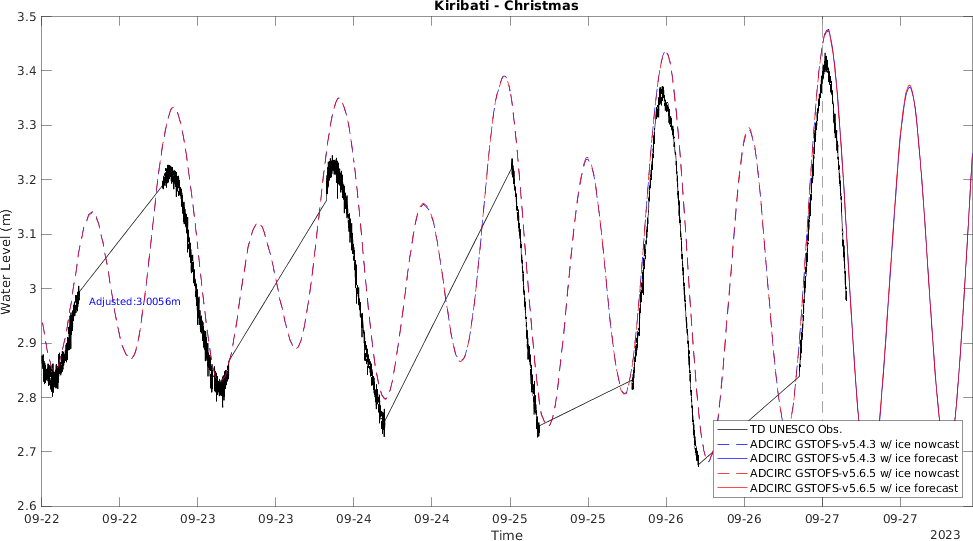 Kiribati - Christmas
3.5
3.4
3.3
3.2
3.1
3
2.9
2.8
2.7
2.6
Water Level (m)
Adjusted:3.0056m
TD UNESCO Obs.
ADCIRC GSTOFS-v5.4.3 w/ ice nowcast
ADCIRC GSTOFS-v5.4.3 w/ ice forecast
ADCIRC GSTOFS-v5.6.5 w/ ice nowcast
ADCIRC GSTOFS-v5.6.5 w/ ice forecast
09-22 09-22 09-23 09-23 09-24 09-24 09-25 09-25 09-26 09-26 09-27 09-27
Time
2023